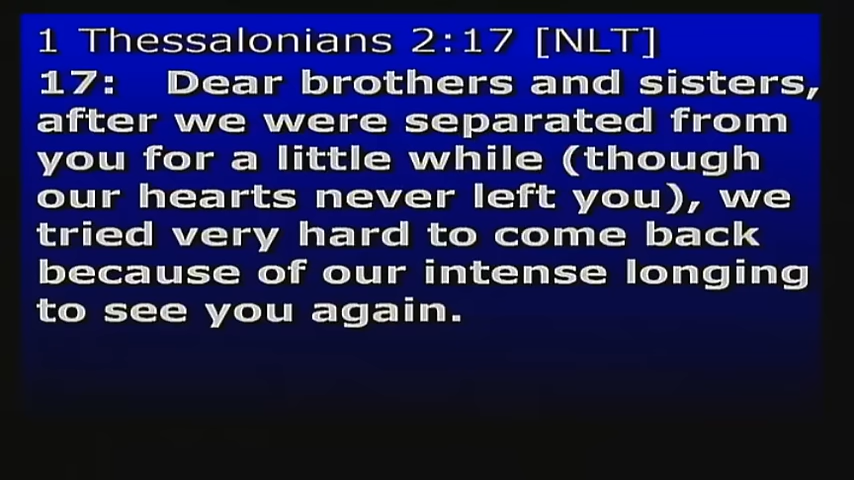 1 Thessalonians 2:17 [NLT]
17: Dear brothers and sisters,
after we were separated from
you for a little while (though
our hearts never left you), we
tried very hard to come back
because of our intense longing
to see you again.